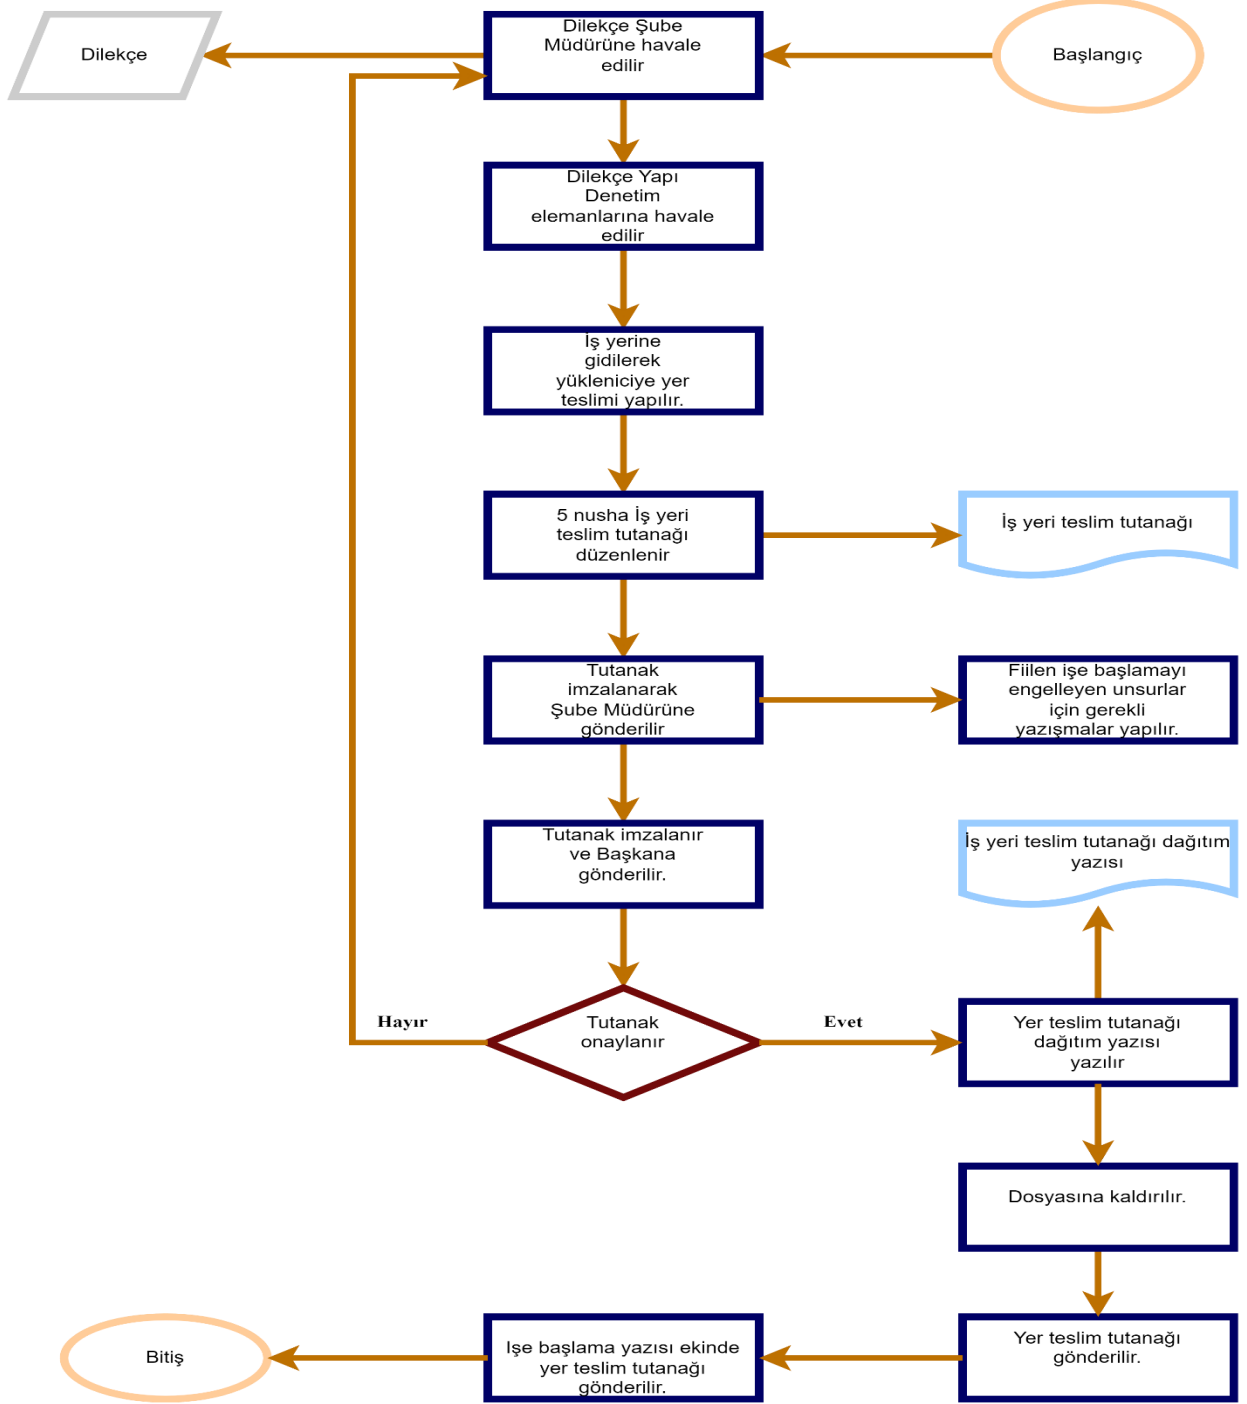 Dilekçe
Dilekçe Şube
Müdürüne havale
edilir
Başlangıç
Dilekçe Yapı
Denetim
elemanlarına havale
edilir
İş yerine
gidilerek
yükleniciye yer
teslimi yapılır.
5 nusha İş yeri
teslim tutanağı
düzenlenir
İş yeri teslim tutanağı
Tutanak
imzalanarak
Şube Müdürüne
gönderilir
Fiilen işe başlamayı
engelleyen unsurlar
için gerekli
yazışmalar yapılır.
Tutanak imzalanır
ve Başkana
gönderilir.
İş yeri teslim tutanağı dağıtım
yazısı
Hayır
Tutanak
onaylanır
Evet
Yer teslim tutanağı
dağıtım yazısı
yazılır
Dosyasına kaldırılır.
Yer teslim tutanağı
gönderilir.
Işe başlama yazısı ekinde
yer teslim tutanağı
gönderilir.
Bitiş